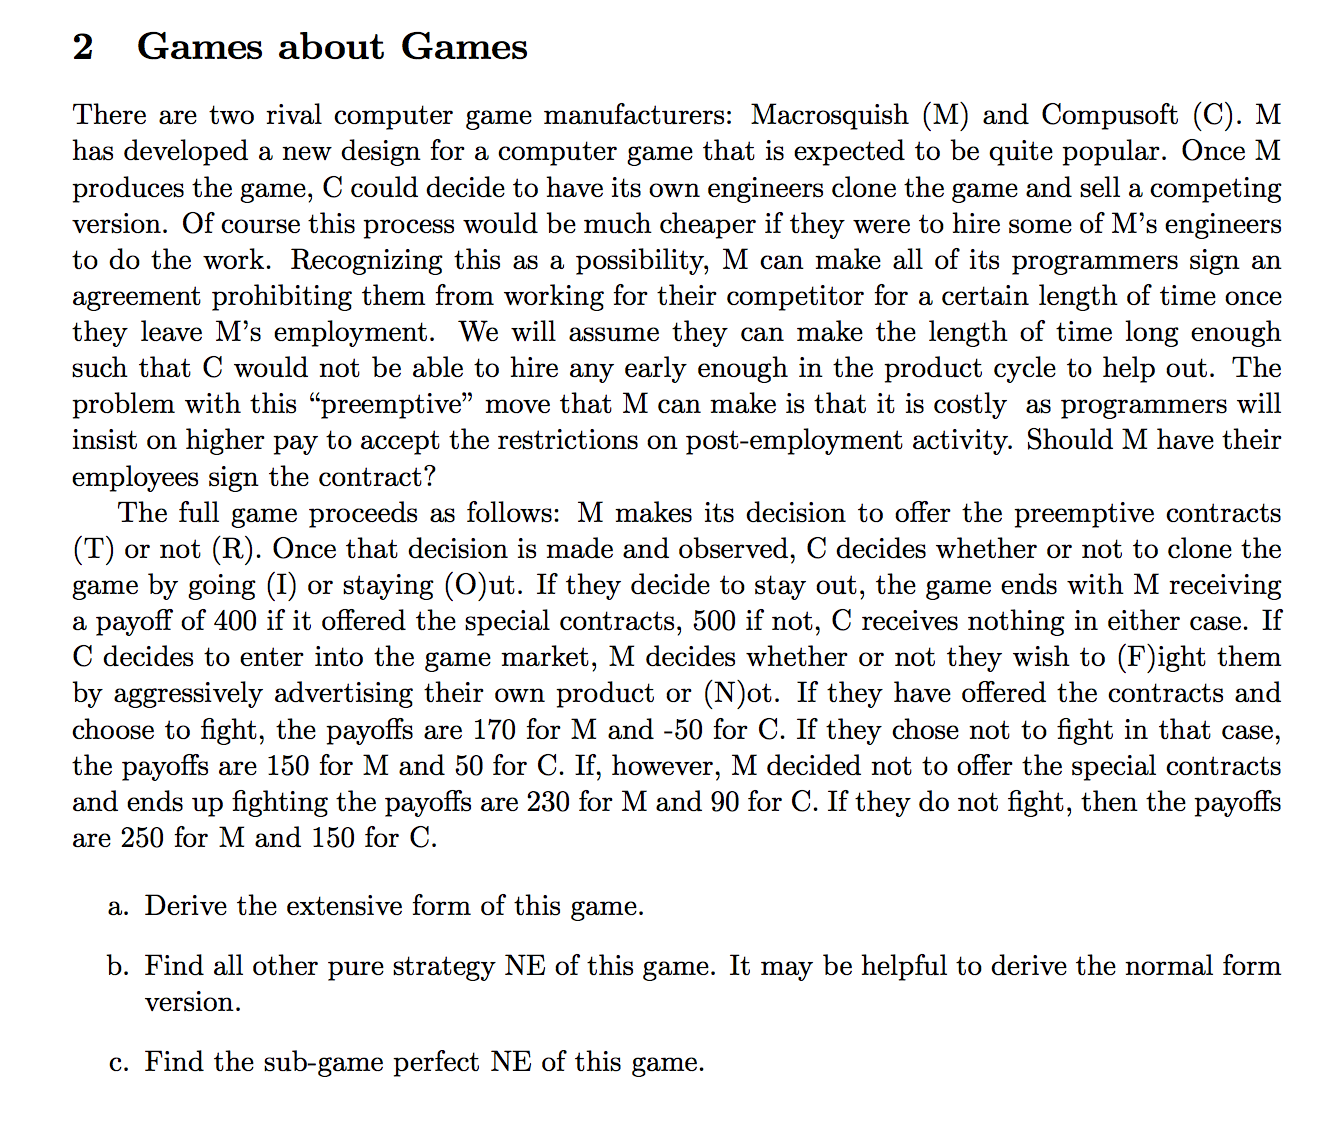 2 Games about Games
There are two rival computer game manufacturers: Macrosquish (M) and Compusoft (C). M
has developed a new design for a computer game that is expected to be quite popular. Once M
produces the game, C could decide to have its own engineers clone the game and sell a competing
version. Of course this process would be much cheaper if they were to hire some of M's engineers
to do the work. Recognizing this as a possibility, M can make all of its programmers sign an
agreement prohibiting them from working for their competitor for a certain length of time once
they leave M's employment. We will assume they can make the length of time long enough
such that C would not be able to hire any early enough in the product cycle to help out. The
problem with this “preemptive” move that M can make is that it is costly as programmers will
insist on higher pay to accept the restrictions on post-employment activity. Should M have their
employees sign the contract?
The full game proceeds as follows: M makes its decision to offer the preemptive contracts
(T) or not (R). Once that decision is made and observed, C decides whether or not to clone the
game by going (I) or staying (O)ut. If they decide to stay out, the game ends with M receiving
a payoff of 400 if it offered the special contracts, 500 if not, C receives nothing in either case. If
C decides to enter into the game market, M decides whether or not they wish to (F)ight them
by aggressively advertising their own product or (N)ot. If they have offered the contracts and
choose to fight, the payoffs are 170 for M and -50 for C. If they chose not to fight in that case,
the payoffs are 150 for M and 50 for C. If, however, M decided not to offer the special contracts
and ends up fighting the payoffs are 230 for M and 90 for C. If they do not fight, then the payoffs
are 250 for M and 150 for C.
a. Derive the extensive form of this game.
b. Find all other pure strategy NE of this game. It may be helpful to derive the normal form
version.
c. Find the sub-game perfect NE of this game.